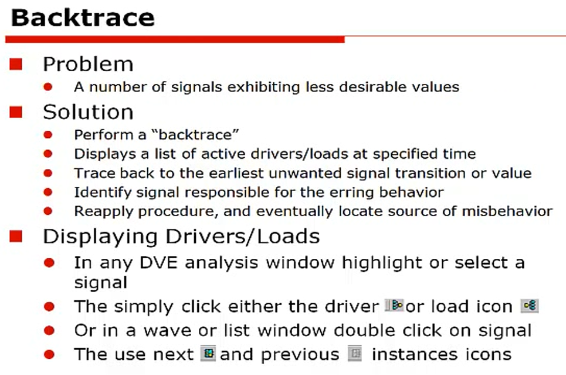 Backtrace
Problem
A number of signals exhibiting less desirable values
Solution
Perform a “backtrace”
Displays a list of active drivers/loads at specified time
Trace back to the earliest unwanted signal transition or value
Identify signal responsible for the erring behavior
Reapply procedure, and eventually locate source of misbehavior
Displaying Drivers/Loads
In any DVE analysis window highlight or select a
signal
The simply click either the driver or load icon
Or in a wave or list window double click on signal
The use next and previous instances icons